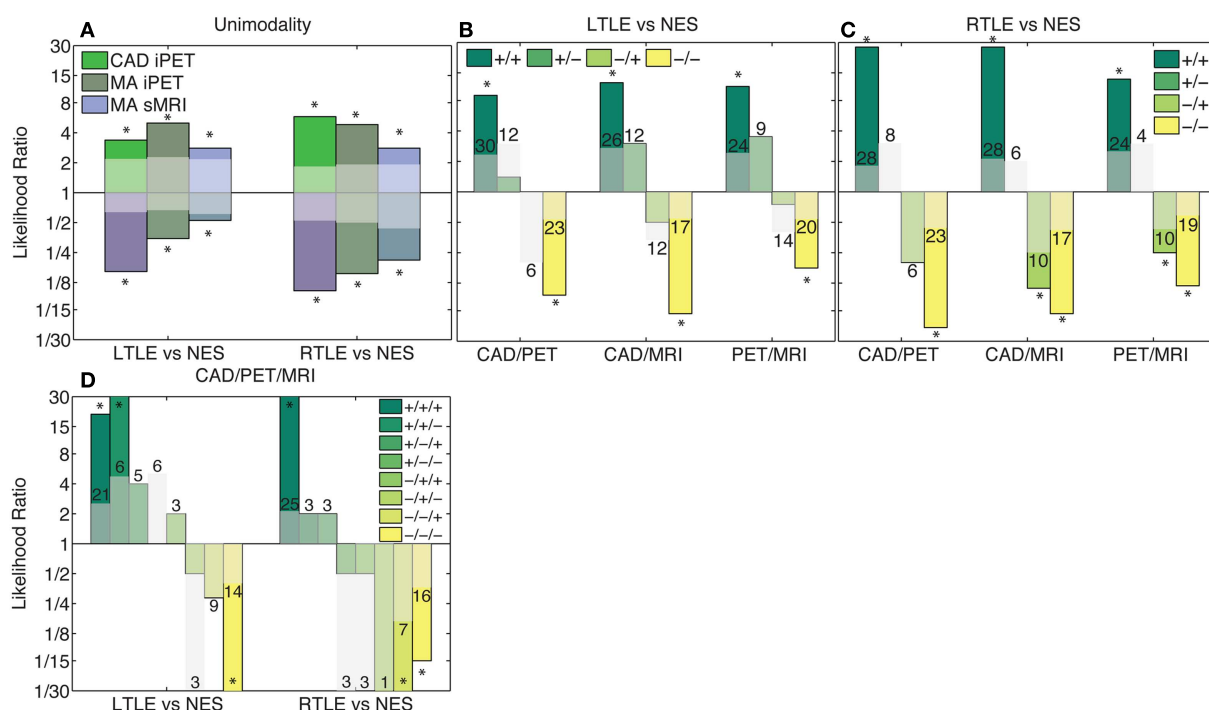 A
Unimodality
30
15
8
4
2
1
1/2
1/4
1/8
1/15
1/30
Likelihood Ratio
CAD iPET
MA iPET
MA sMRI
* * *
* * *
* * *
* * *
LTLE vs NES
RTLE vs NES
B
LTLE vs NES
+/+
+/−
−/+
−/−
* * *
30 12 26 12 24 9
6 23 12 17 14 20
* * *
CAD/PET
CAD/MRI
PET/MRI
C
RTLE vs NES
+/+
+/−
−/+
−/−
* * *
28 8 28 6 24 4
6 23 10 17 10 19
* * * * *
CAD/PET
CAD/MRI
PET/MRI
D
CAD/PET/MRI
30
15
8
4
2
1
1/2
1/4
1/8
1/15
1/30
Likelihood Ratio
+/+/+
+/+/−
+/−/+
+/−/−
−/+/+
−/+/−
−/−/+
−/−/−
* * *
21 6 5 6 3 25 3 3
3 9 14 3 3 1 7 16
* * *
LTLE vs NES
RTLE vs NES